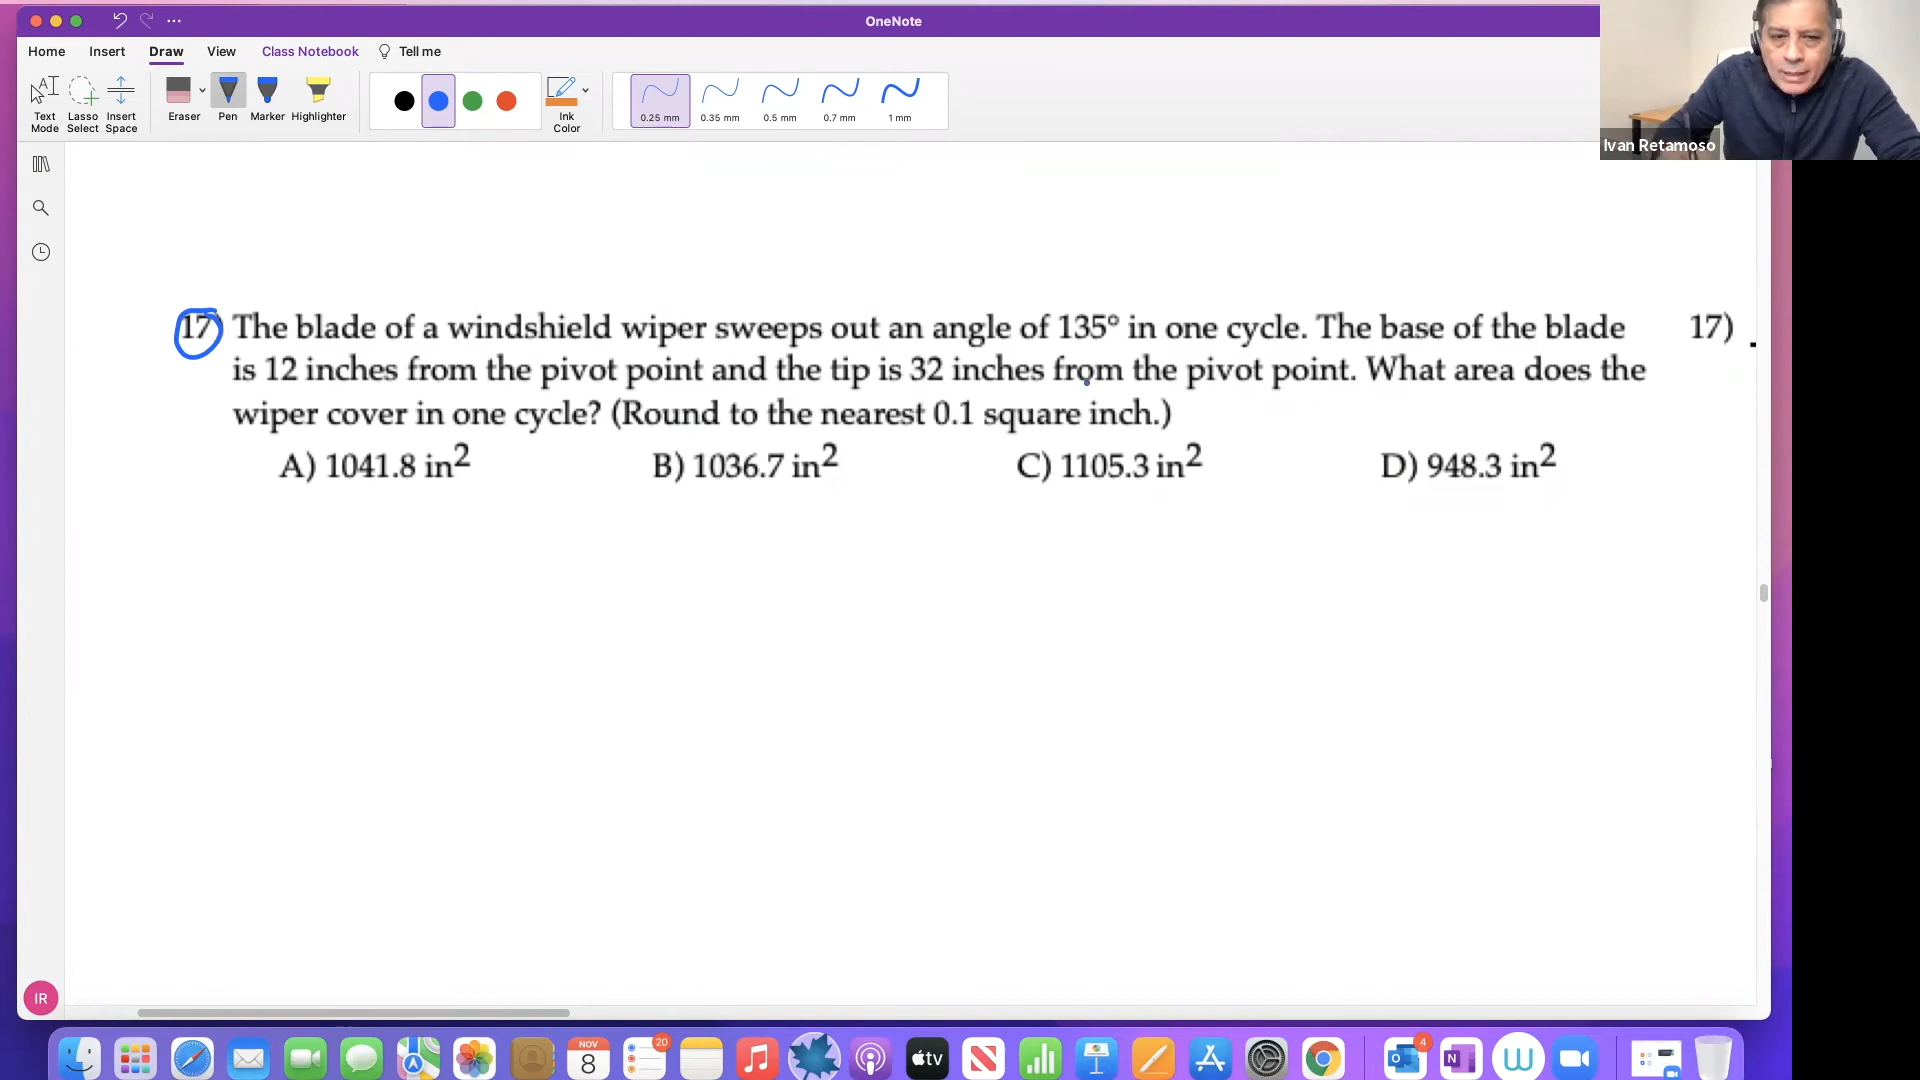 OneNote
Home Insert Draw View Class Notebook Tell me
Text Mode Lasso Select Insert Space Eraser Pen Marker Highlighter Ink Color 0.25 mm 0.35 mm 0.5 mm 0.7 mm 1 mm
Ivan Retamoso
17) The blade of a windshield wiper sweeps out an angle of 135° in one cycle. The base of the blade 17)
is 12 inches from the pivot point and the tip is 32 inches from the pivot point. What area does the
wiper cover in one cycle? (Round to the nearest 0.1 square inch.)
A) 1041.8 in² B) 1036.7 in² C) 1105.3 in² D) 948.3 in²
IR
NOV 8 20 tv 4 N W